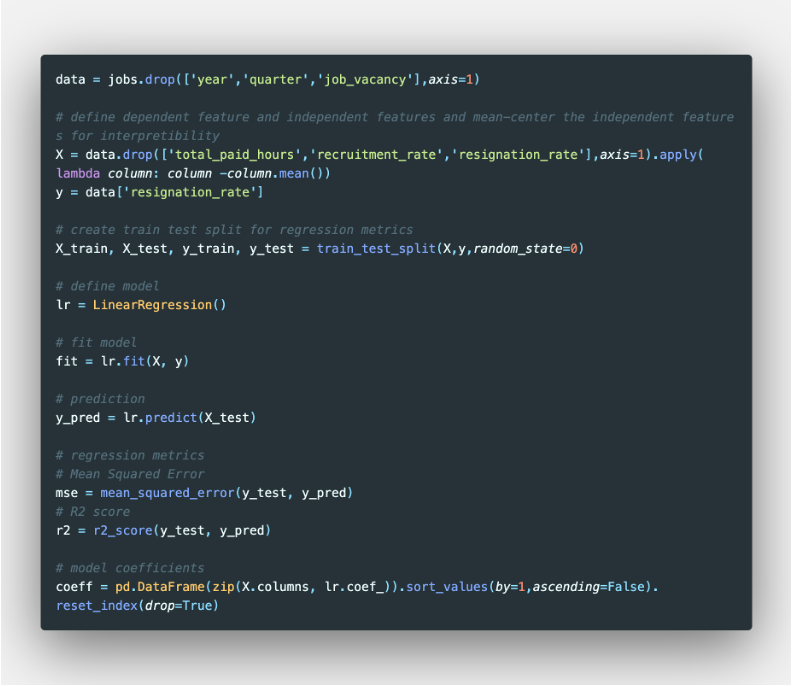 data = jobs.drop(['year','quarter','job_vacancy'],axis=1)
# define dependent feature and independent features and mean-center the independent feature
s for interpretibility
X = data.drop(['total_paid_hours','recruitment_rate','resignation_rate'],axis=1).apply(
lambda column: column -column.mean())
y = data['resignation_rate']
# create train test split for regression metrics
X_train, X_test, y_train, y_test = train_test_split(X,y,random_state=0)
# define model
lr = LinearRegression()
# fit model
fit = lr.fit(X, y)
# prediction
y_pred = lr.predict(X_test)
# regression metrics
# Mean Squared Error
mse = mean_squared_error(y_test, y_pred)
# R2 score
r2 = r2_score(y_test, y_pred)
# model coefficients
coeff = pd.DataFrame(zip(X.columns, lr.coef_)).sort_values(by=1,ascending=False).
reset_index(drop=True)